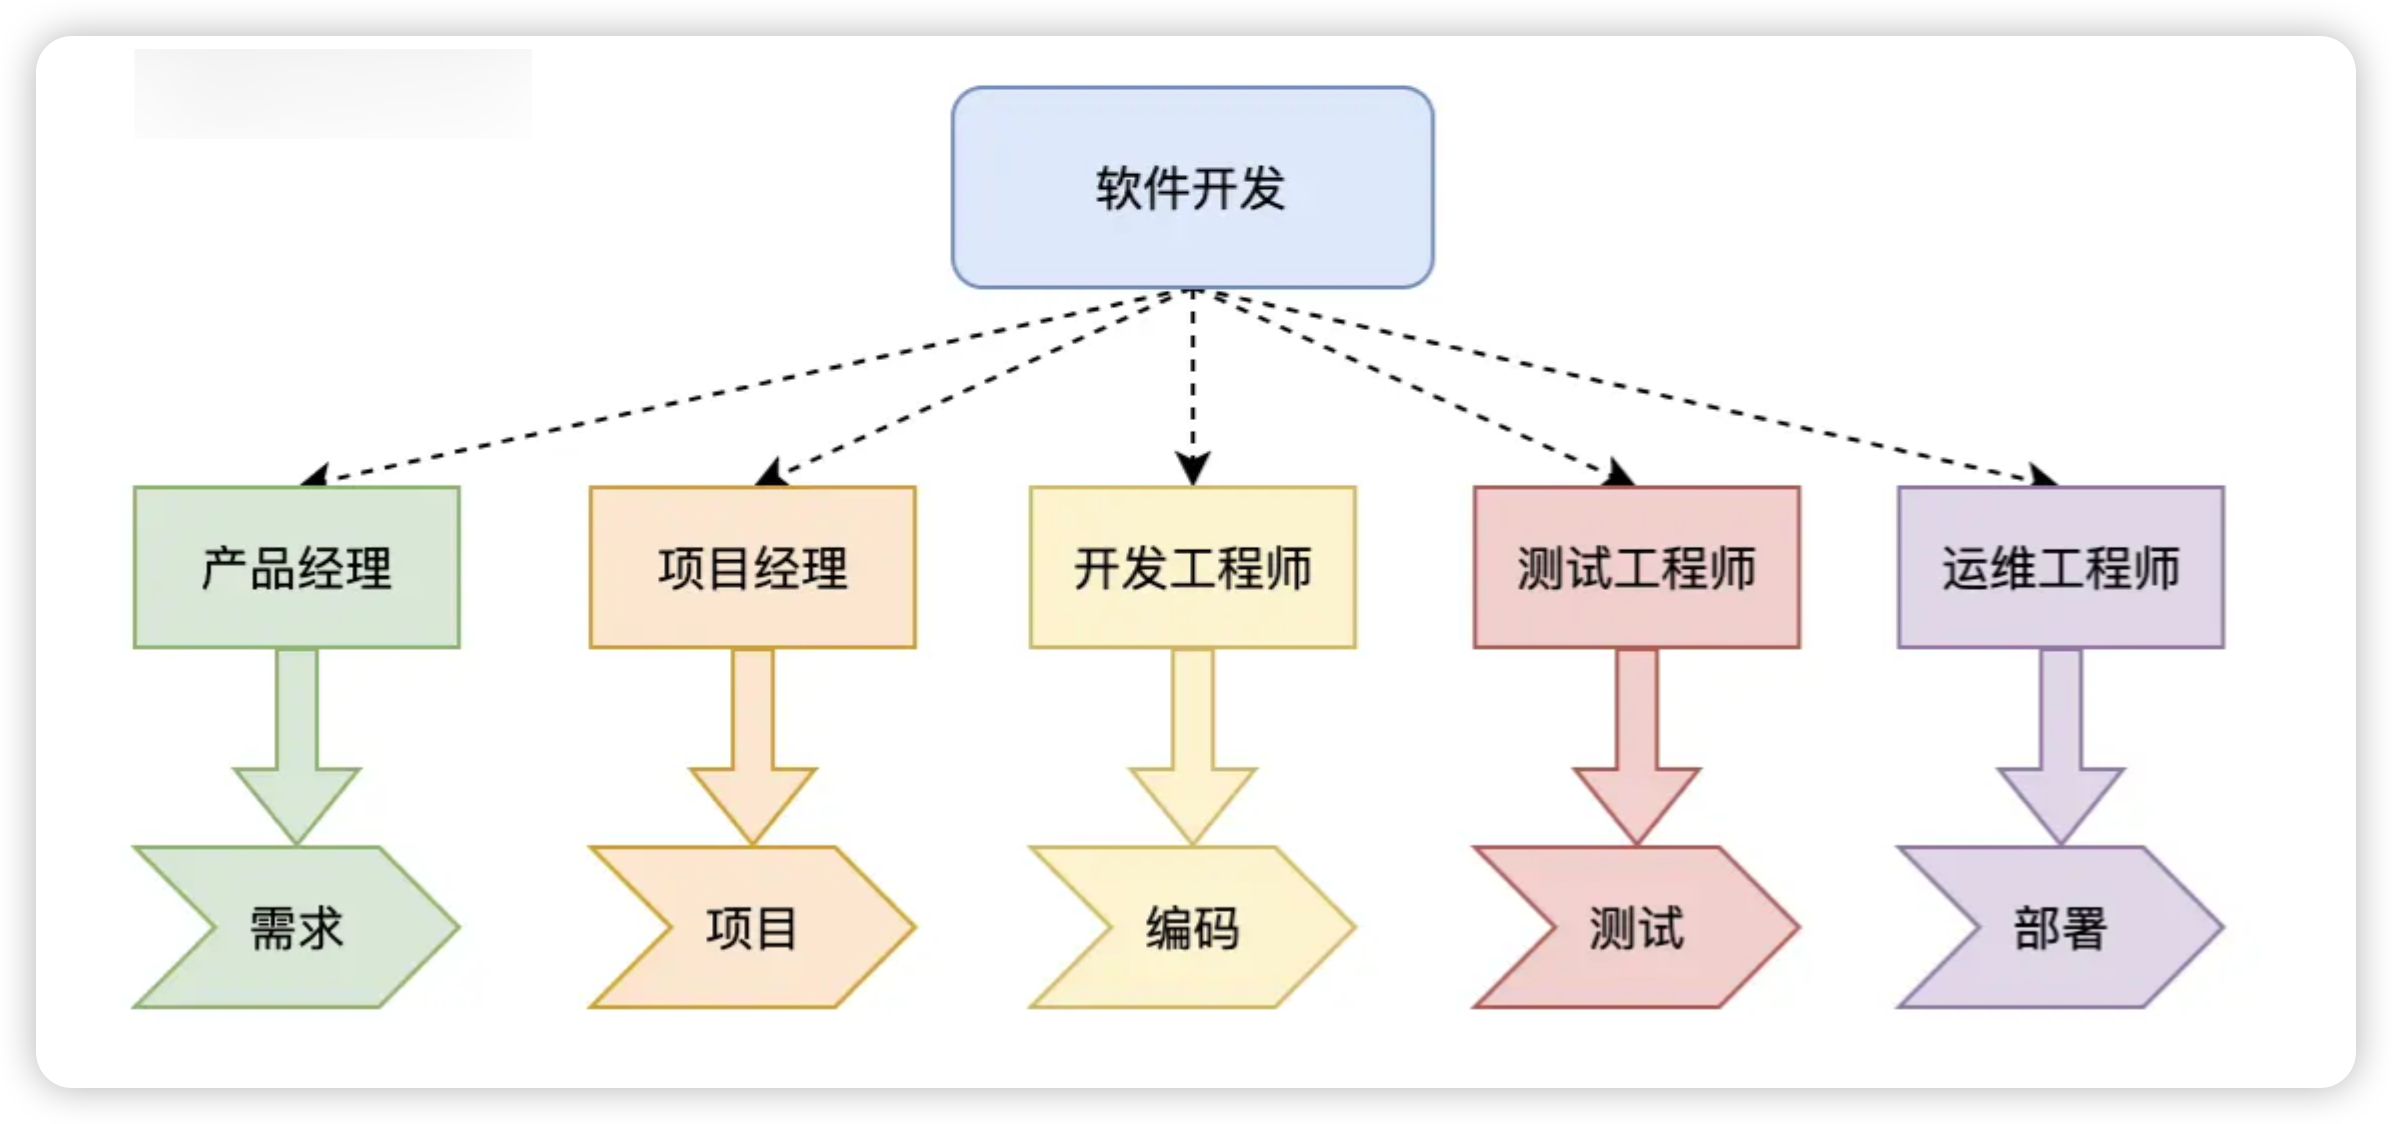 软件开发
产品经理
项目经理
开发工程师
测试工程师
运维工程师
需求
项目
编码
测试
部署